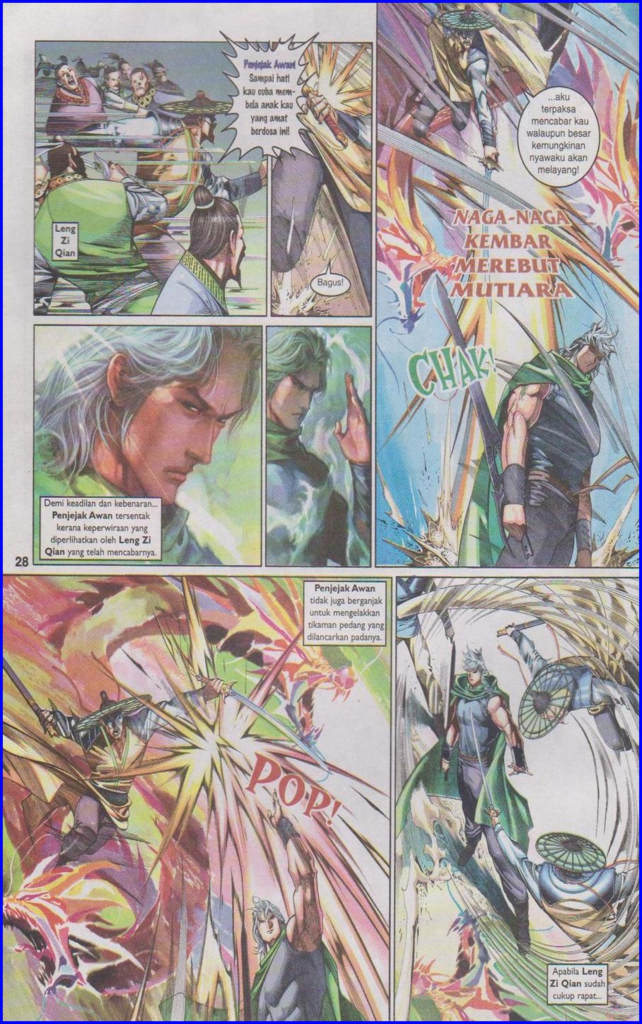 Penjejak Awan!
Sampai hati
kau cuba mem-
bela anak kau
yang amat
berdosa ini!
Leng
Zi
Qian
Bagus!
...aku
terpaksa
mencabar kau
walaupun besar
kemungkinan
nyawaku akan
melayang!
NAGA-NAGA
KEMBAR
MEREBUT
MUTIARA
CHAK!
Demi keadilan dan kebenaran...
Penjejak Awan tersentak
kerana keperwiraan yang
diperlihatkan oleh Leng Zi
Qian yang telah mencabarnya.
28
Penjejak Awan
tidak juga berganjak
untuk mengelakkan
tikaman pedang yang
dilancarkan padanya.
POP!
Apabila Leng
Zi Qian sudah
cukup rapat...